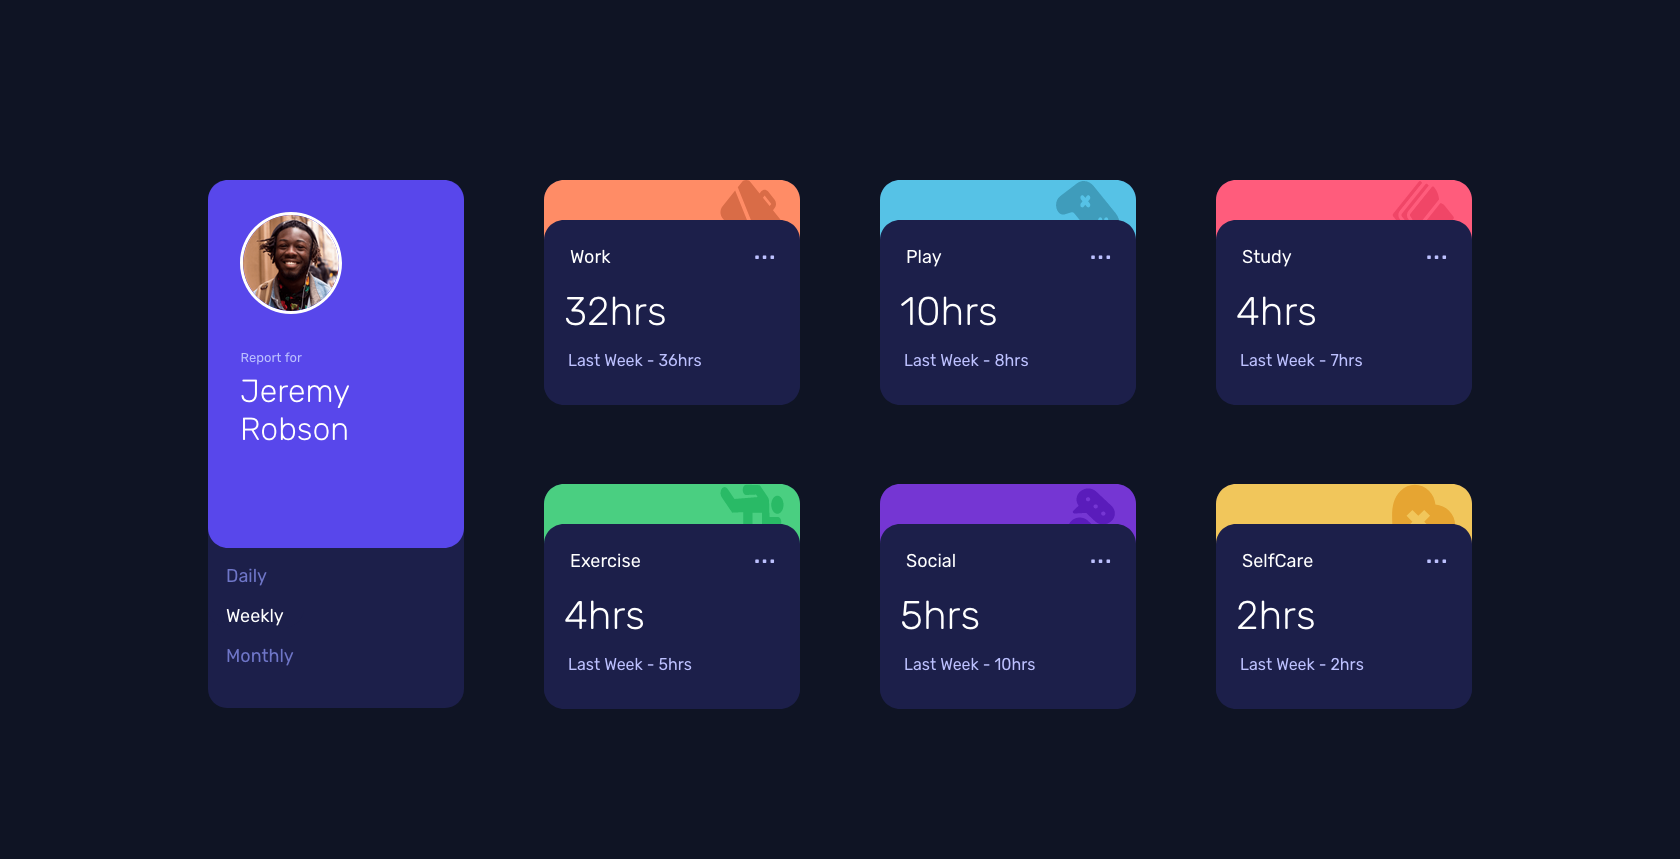 Report for
Jeremy
Robson
Daily
Weekly
Monthly
Work
32hrs
Last Week - 36hrs
Play
10hrs
Last Week - 8hrs
Study
4hrs
Last Week - 7hrs
Exercise
4hrs
Last Week - 5hrs
Social
5hrs
Last Week - 10hrs
SelfCare
2hrs
Last Week - 2hrs